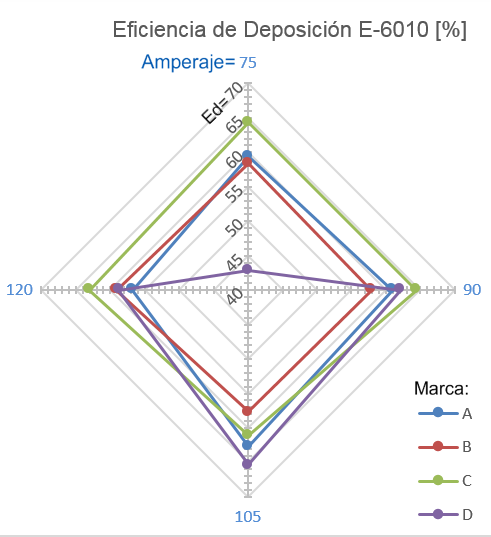 Eficiencia de Deposición E-6010 [%]
Amperaje= 75
Ed= 70
65
60
55
50
45
40
120
90
105
Marca:
A
B
C
D